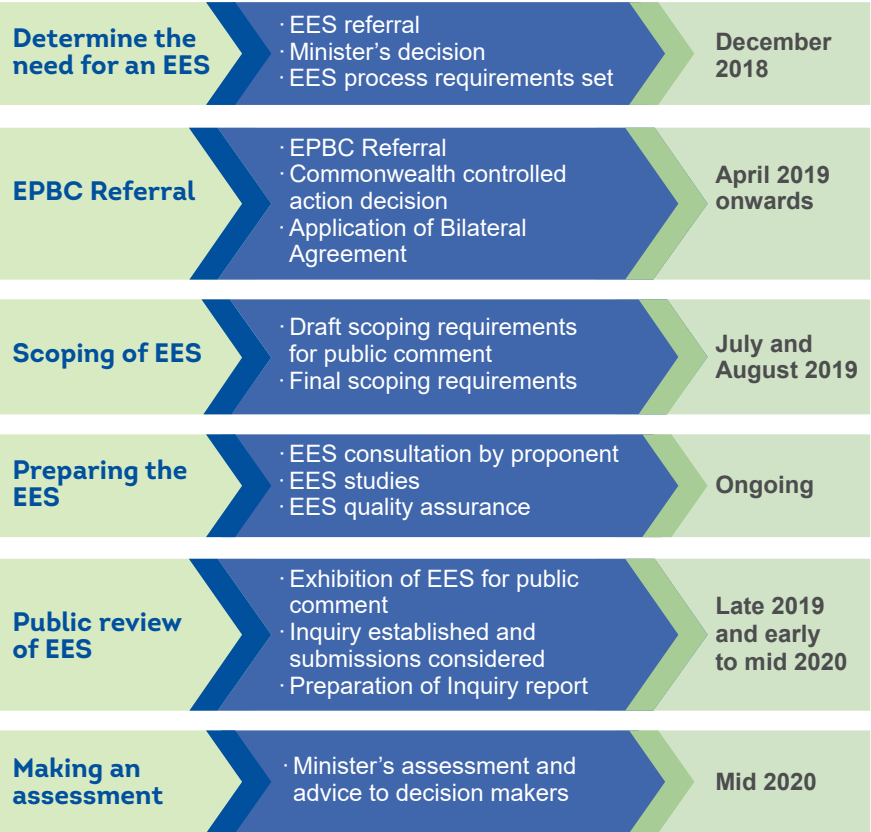 Determine the
need for an EES
· EES referral
· Minister's decision
· EES process requirements set
December
2018
EPBC Referral
· EPBC Referral
· Commonwealth controlled
action decision
· Application of Bilateral
Agreement
April 2019
onwards
Scoping of EES
· Draft scoping requirements
for public comment
· Final scoping requirements
July and
August 2019
Preparing the
EES
· EES consultation by proponent
· EES studies
· EES quality assurance
Ongoing
Public review
of EES
· Exhibition of EES for public
comment
· Inquiry established and
submissions considered
· Preparation of Inquiry report
Late 2019
and early
to mid 2020
Making an
assessment
· Minister's assessment and
advice to decision makers
Mid 2020